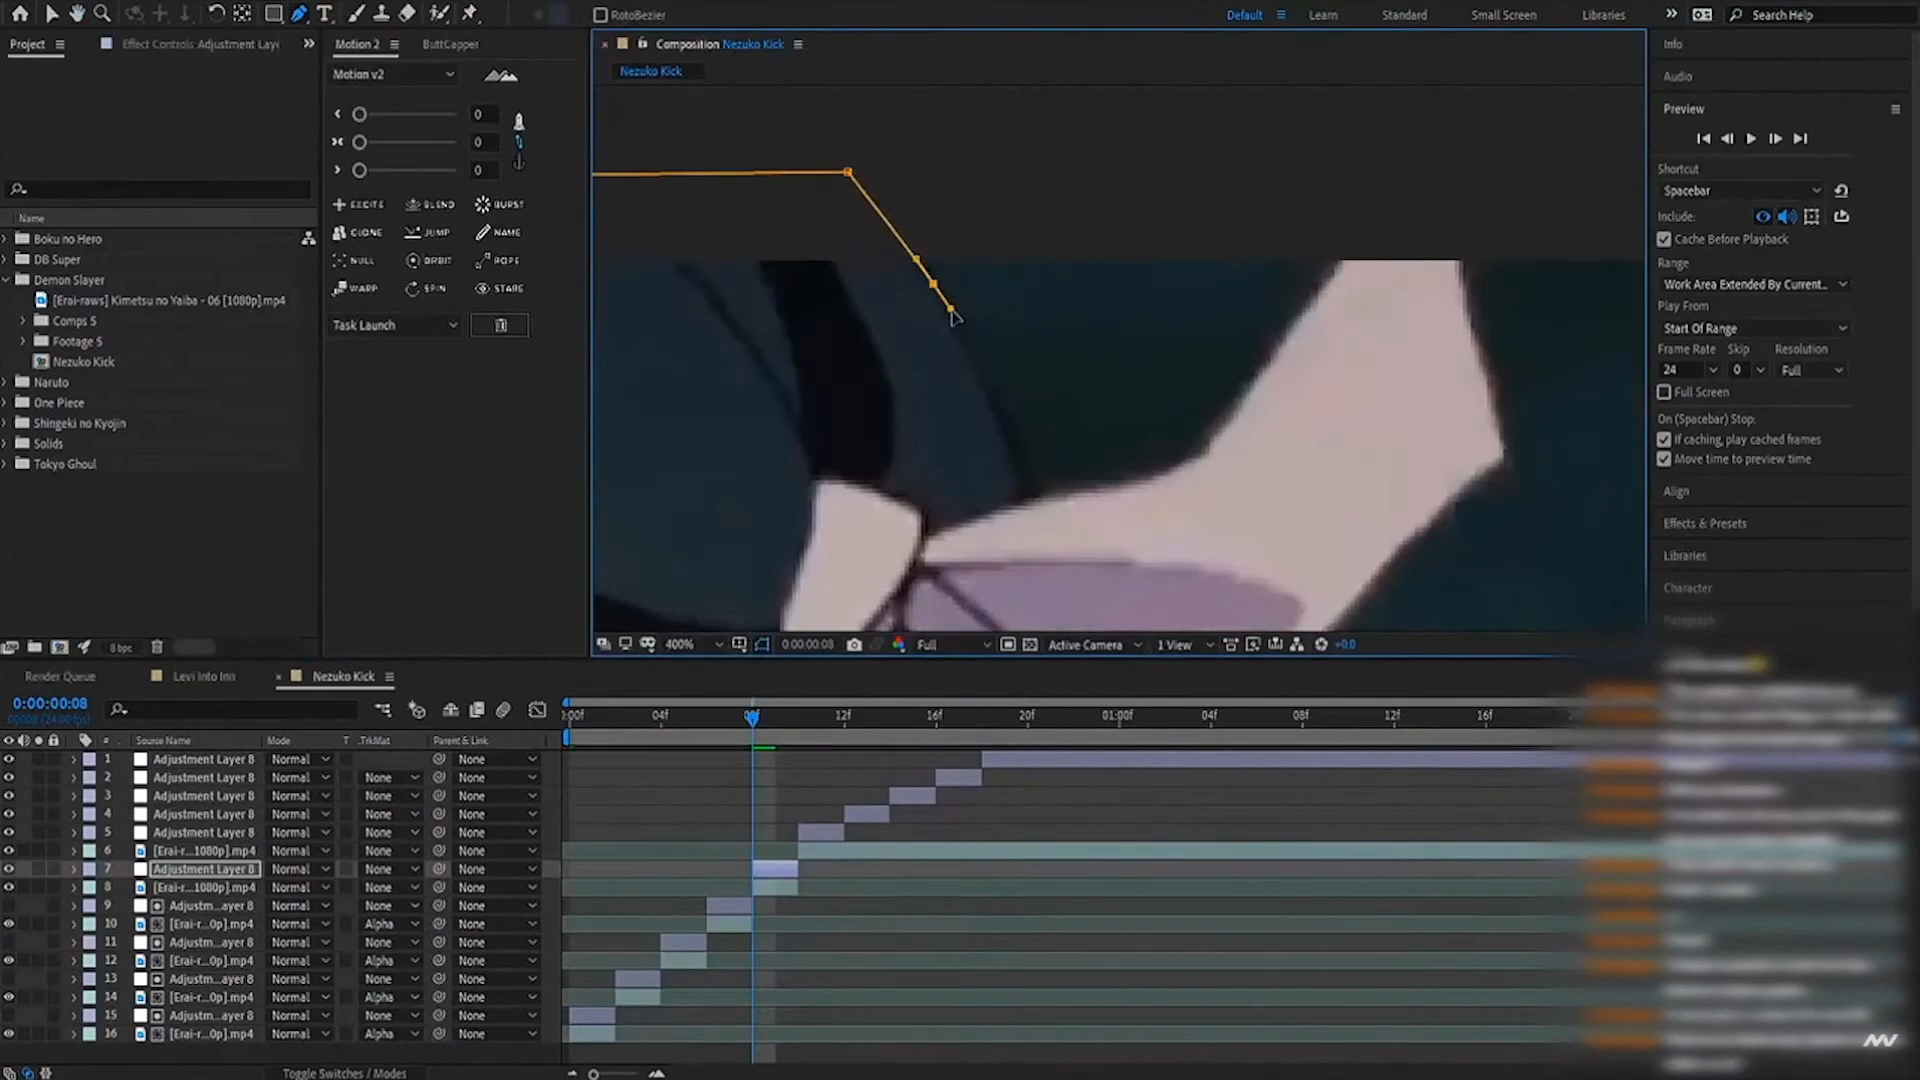 RotoBezier
Default
Learn
Standard
Small Screen
Libraries
Search Help
Project
Effect Controls: Adjustment Laye
Motion 2
ButtCapper
Composition Nezuko Kick
Info
Motion v2
Nezuko Kick
Audio
Preview
0
0
0
Shortcut
Spacebar
Name
EXCITE
BLEND
BURST
Include:
Boku no Hero
CLONE
JUMP
NAME
Cache Before Playback
DB Super
NULL
ORBIT
ROPE
Range
Demon Slayer
WARP
SPIN
STARE
Work Area Extended By Current...
[Erai-raws] Kimetsu no Yaiba - 06 [1080p].mp4
Play From
Comps 5
Task Launch
Start Of Range
Footage 5
Frame Rate
Skip
Resolution
Nezuko Kick
24
0
Full
Naruto
Full Screen
One Piece
On (Spacebar) Stop:
Shingeki no Kyojin
If caching, play cached frames
Solids
Move time to preview time
Tokyo Ghoul
Align
Effects & Presets
Libraries
Character
Paragraph
8 bpc
400%
0:00:00:08
Full
Active Camera
1 View
+0.0
Render Queue
Levi Into Inn
Nezuko Kick
0:00:00:08
00008 (24.00 fps)
04f
12f
16f
20f
01:00f
04f
08f
12f
16f
#
Source Name
Mode
T
.TrkMat
Parent & Link
1 Adjustment Layer 8 Normal None
2 Adjustment Layer 8 Normal None None
3 Adjustment Layer 8 Normal None None
4 Adjustment Layer 8 Normal None None
5 Adjustment Layer 8 Normal None None
6 [Erai-r...1080p].mp4 Normal None None
7 Adjustment Layer 8 Normal None None
8 [Erai-r...1080p].mp4 Normal None None
9 Adjustm...ayer 8 Normal None None
10 [Erai-r...0p].mp4 Normal Alpha None
11 Adjustm...ayer 8 Normal None None
12 [Erai-r...0p].mp4 Normal Alpha None
13 Adjustm...ayer 8 Normal None None
14 [Erai-r...0p].mp4 Normal Alpha None
15 Adjustm...ayer 8 Normal None None
16 [Erai-r...0p].mp4 Normal Alpha None
Toggle Switches / Modes